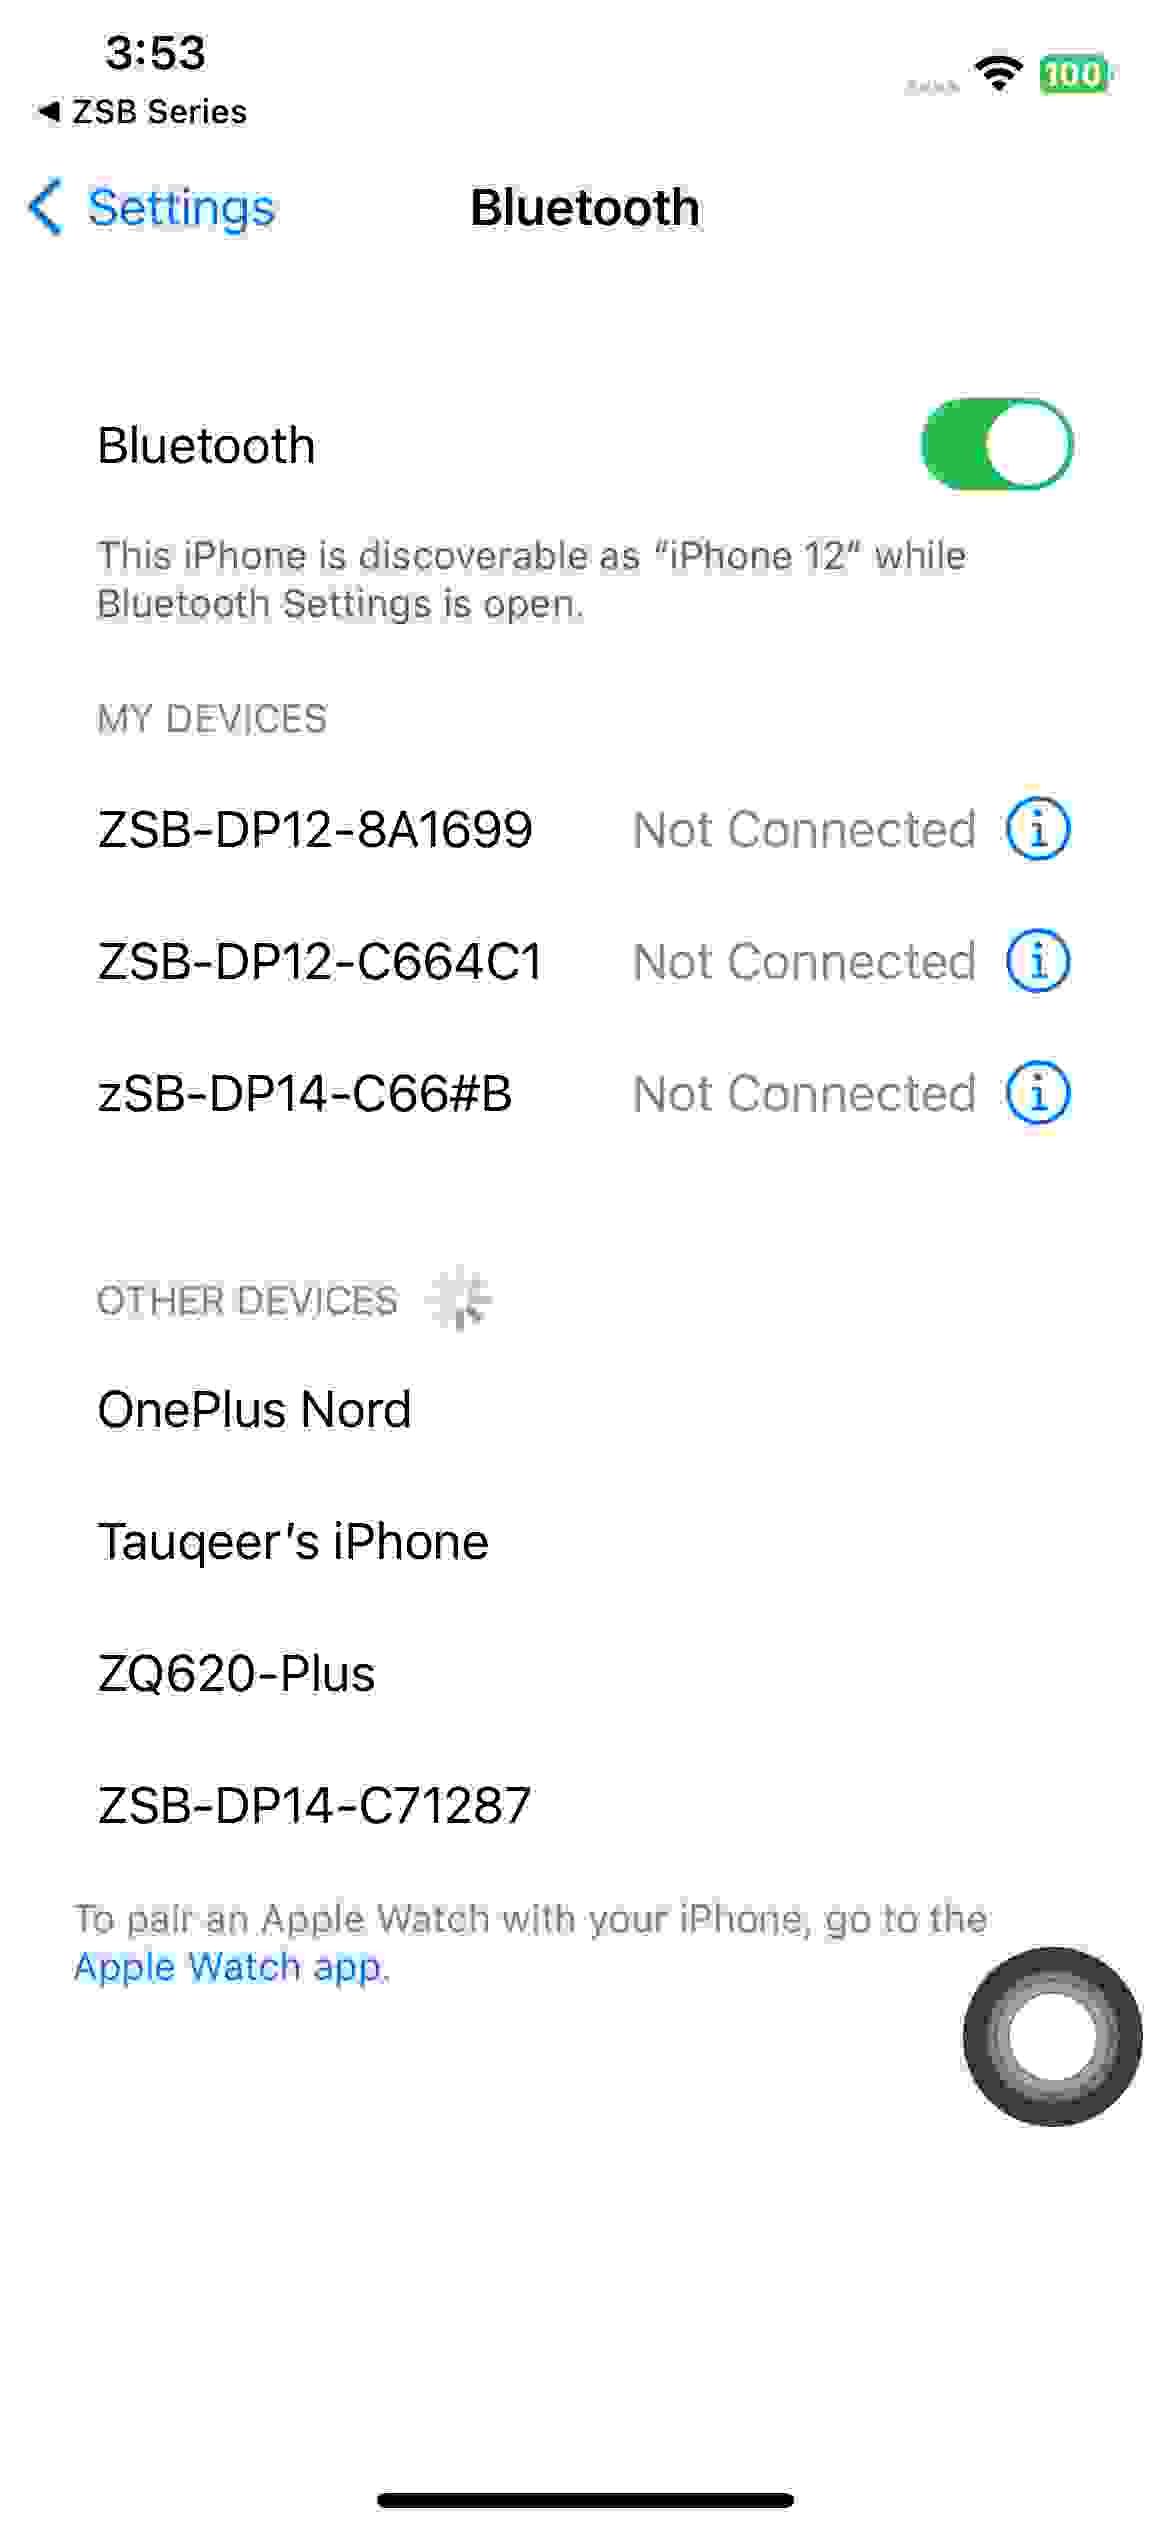 3:53
100
◀ ZSB Series
Settings
Bluetooth
Bluetooth
This iPhone is discoverable as “iPhone 12” while
Bluetooth Settings is open.
MY DEVICES
ZSB-DP12-8A1699 Not Connected
ZSB-DP12-C664C1 Not Connected
zSB-DP14-C66#B Not Connected
OTHER DEVICES
OnePlus Nord
Tauqeer’s iPhone
ZQ620-Plus
ZSB-DP14-C71287
To pair an Apple Watch with your iPhone, go to the
Apple Watch app.